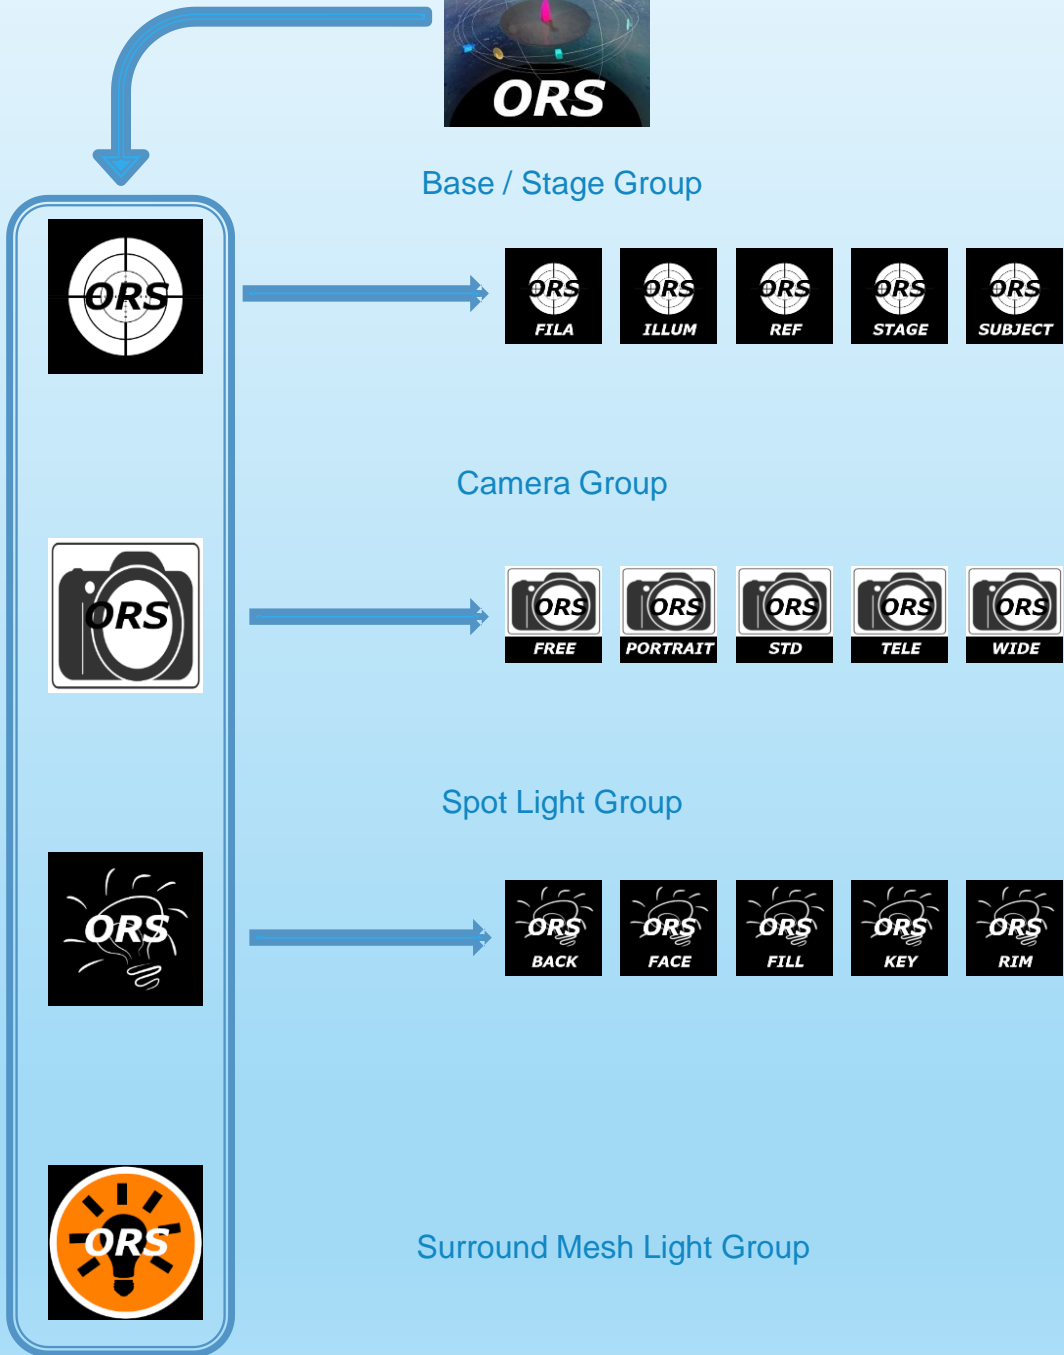 ORS
Base / Stage Group
ORS
ORS ORS ORS ORS ORS
FILA ILLUM REF STAGE SUBJECT
Camera Group
ORS
ORS ORS ORS ORS ORS
FREE PORTRAIT STD TELE WIDE
Spot Light Group
ORS
ORS ORS ORS ORS ORS
BACK FACE FILL KEY RIM
ORS
Surround Mesh Light Group